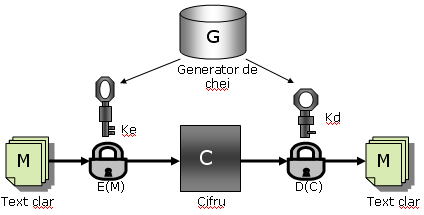 G
Generator de
chei
Ke
Kd
M
C
M
E(M)
D(C)
Text clar
Cifru
Text clar